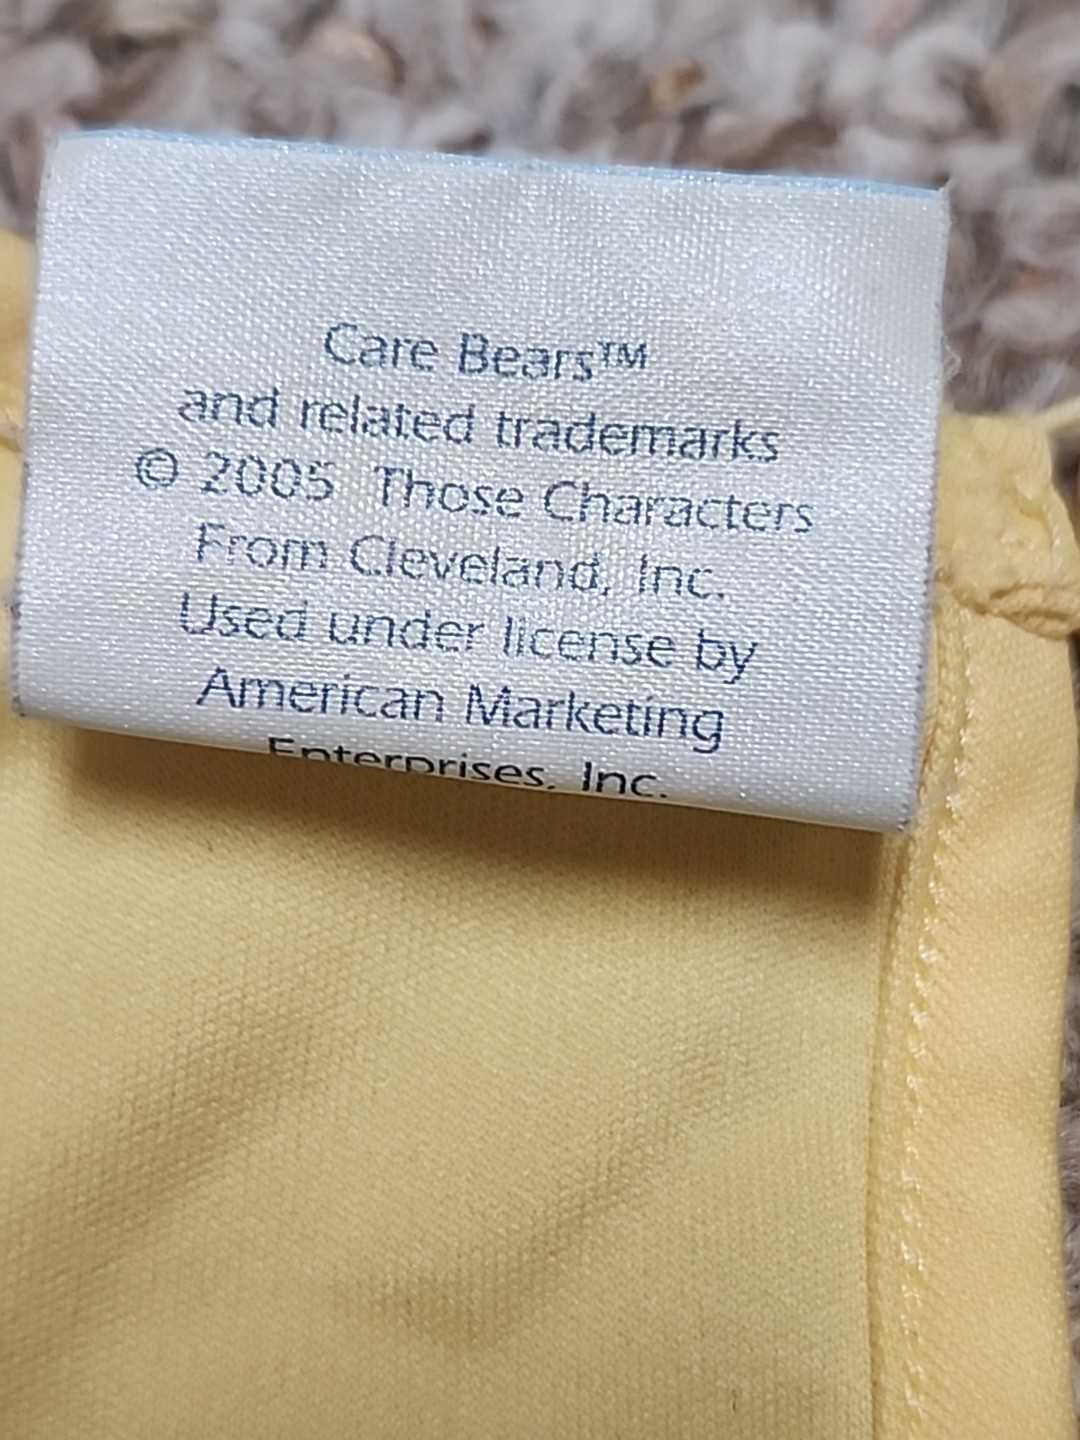 Care Bears™
and related trademarks
© 2005 Those Characters
From Cleveland, Inc.
Used under license by
American Marketing
Enterprises, Inc.